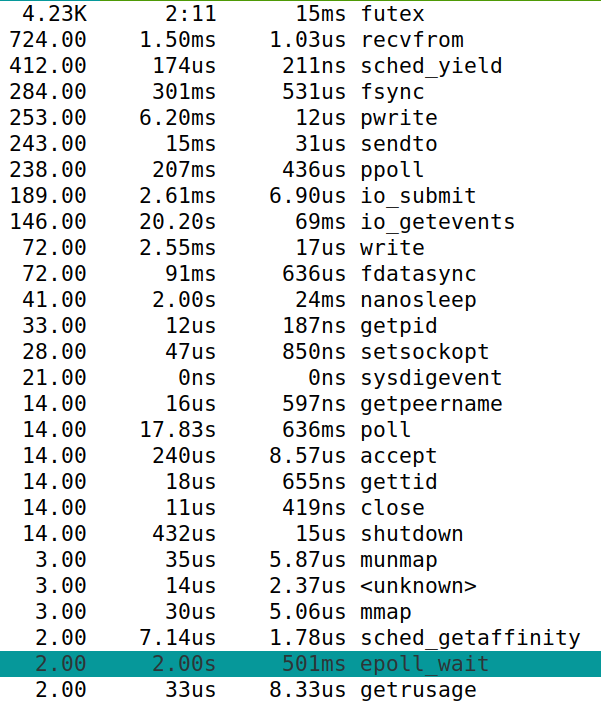 4.23K 2:11 15ms futex
724.00 1.50ms 1.03us recvfrom
412.00 174us 211ns sched_yield
284.00 301ms 531us fsync
253.00 6.20ms 12us pwrite
243.00 15ms 31us sendto
238.00 207ms 436us ppoll
189.00 2.61ms 6.90us io_submit
146.00 20.20s 69ms io_getevents
72.00 2.55ms 17us write
72.00 91ms 636us fdatasync
41.00 2.00s 24ms nanosleep
33.00 12us 187ns getpid
28.00 47us 850ns setsockopt
21.00 0ns 0ns sysdigevent
14.00 16us 597ns getpeername
14.00 17.83s 636ms poll
14.00 240us 8.57us accept
14.00 18us 655ns gettid
14.00 11us 419ns close
14.00 432us 15us shutdown
3.00 35us 5.87us munmap
3.00 14us 2.37us <unknown>
3.00 30us 5.06us mmap
2.00 7.14us 1.78us sched_getaffinity
2.00 2.00s 501ms epoll_wait
2.00 33us 8.33us getrusage